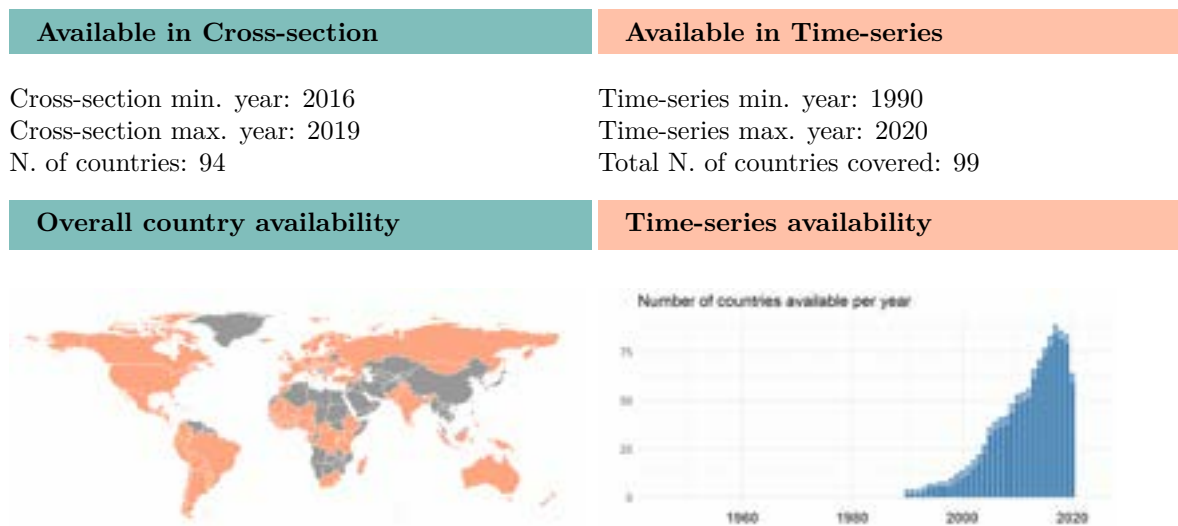 Available in Cross-section
Available in Time-series
Cross-section min. year: 2016
Cross-section max. year: 2019
N. of countries: 94
Time-series min. year: 1990
Time-series max. year: 2020
Total N. of countries covered: 99
Overall country availability
Time-series availability
Number of countries available per year
75
50
25
0
1960 1980 2000 2020